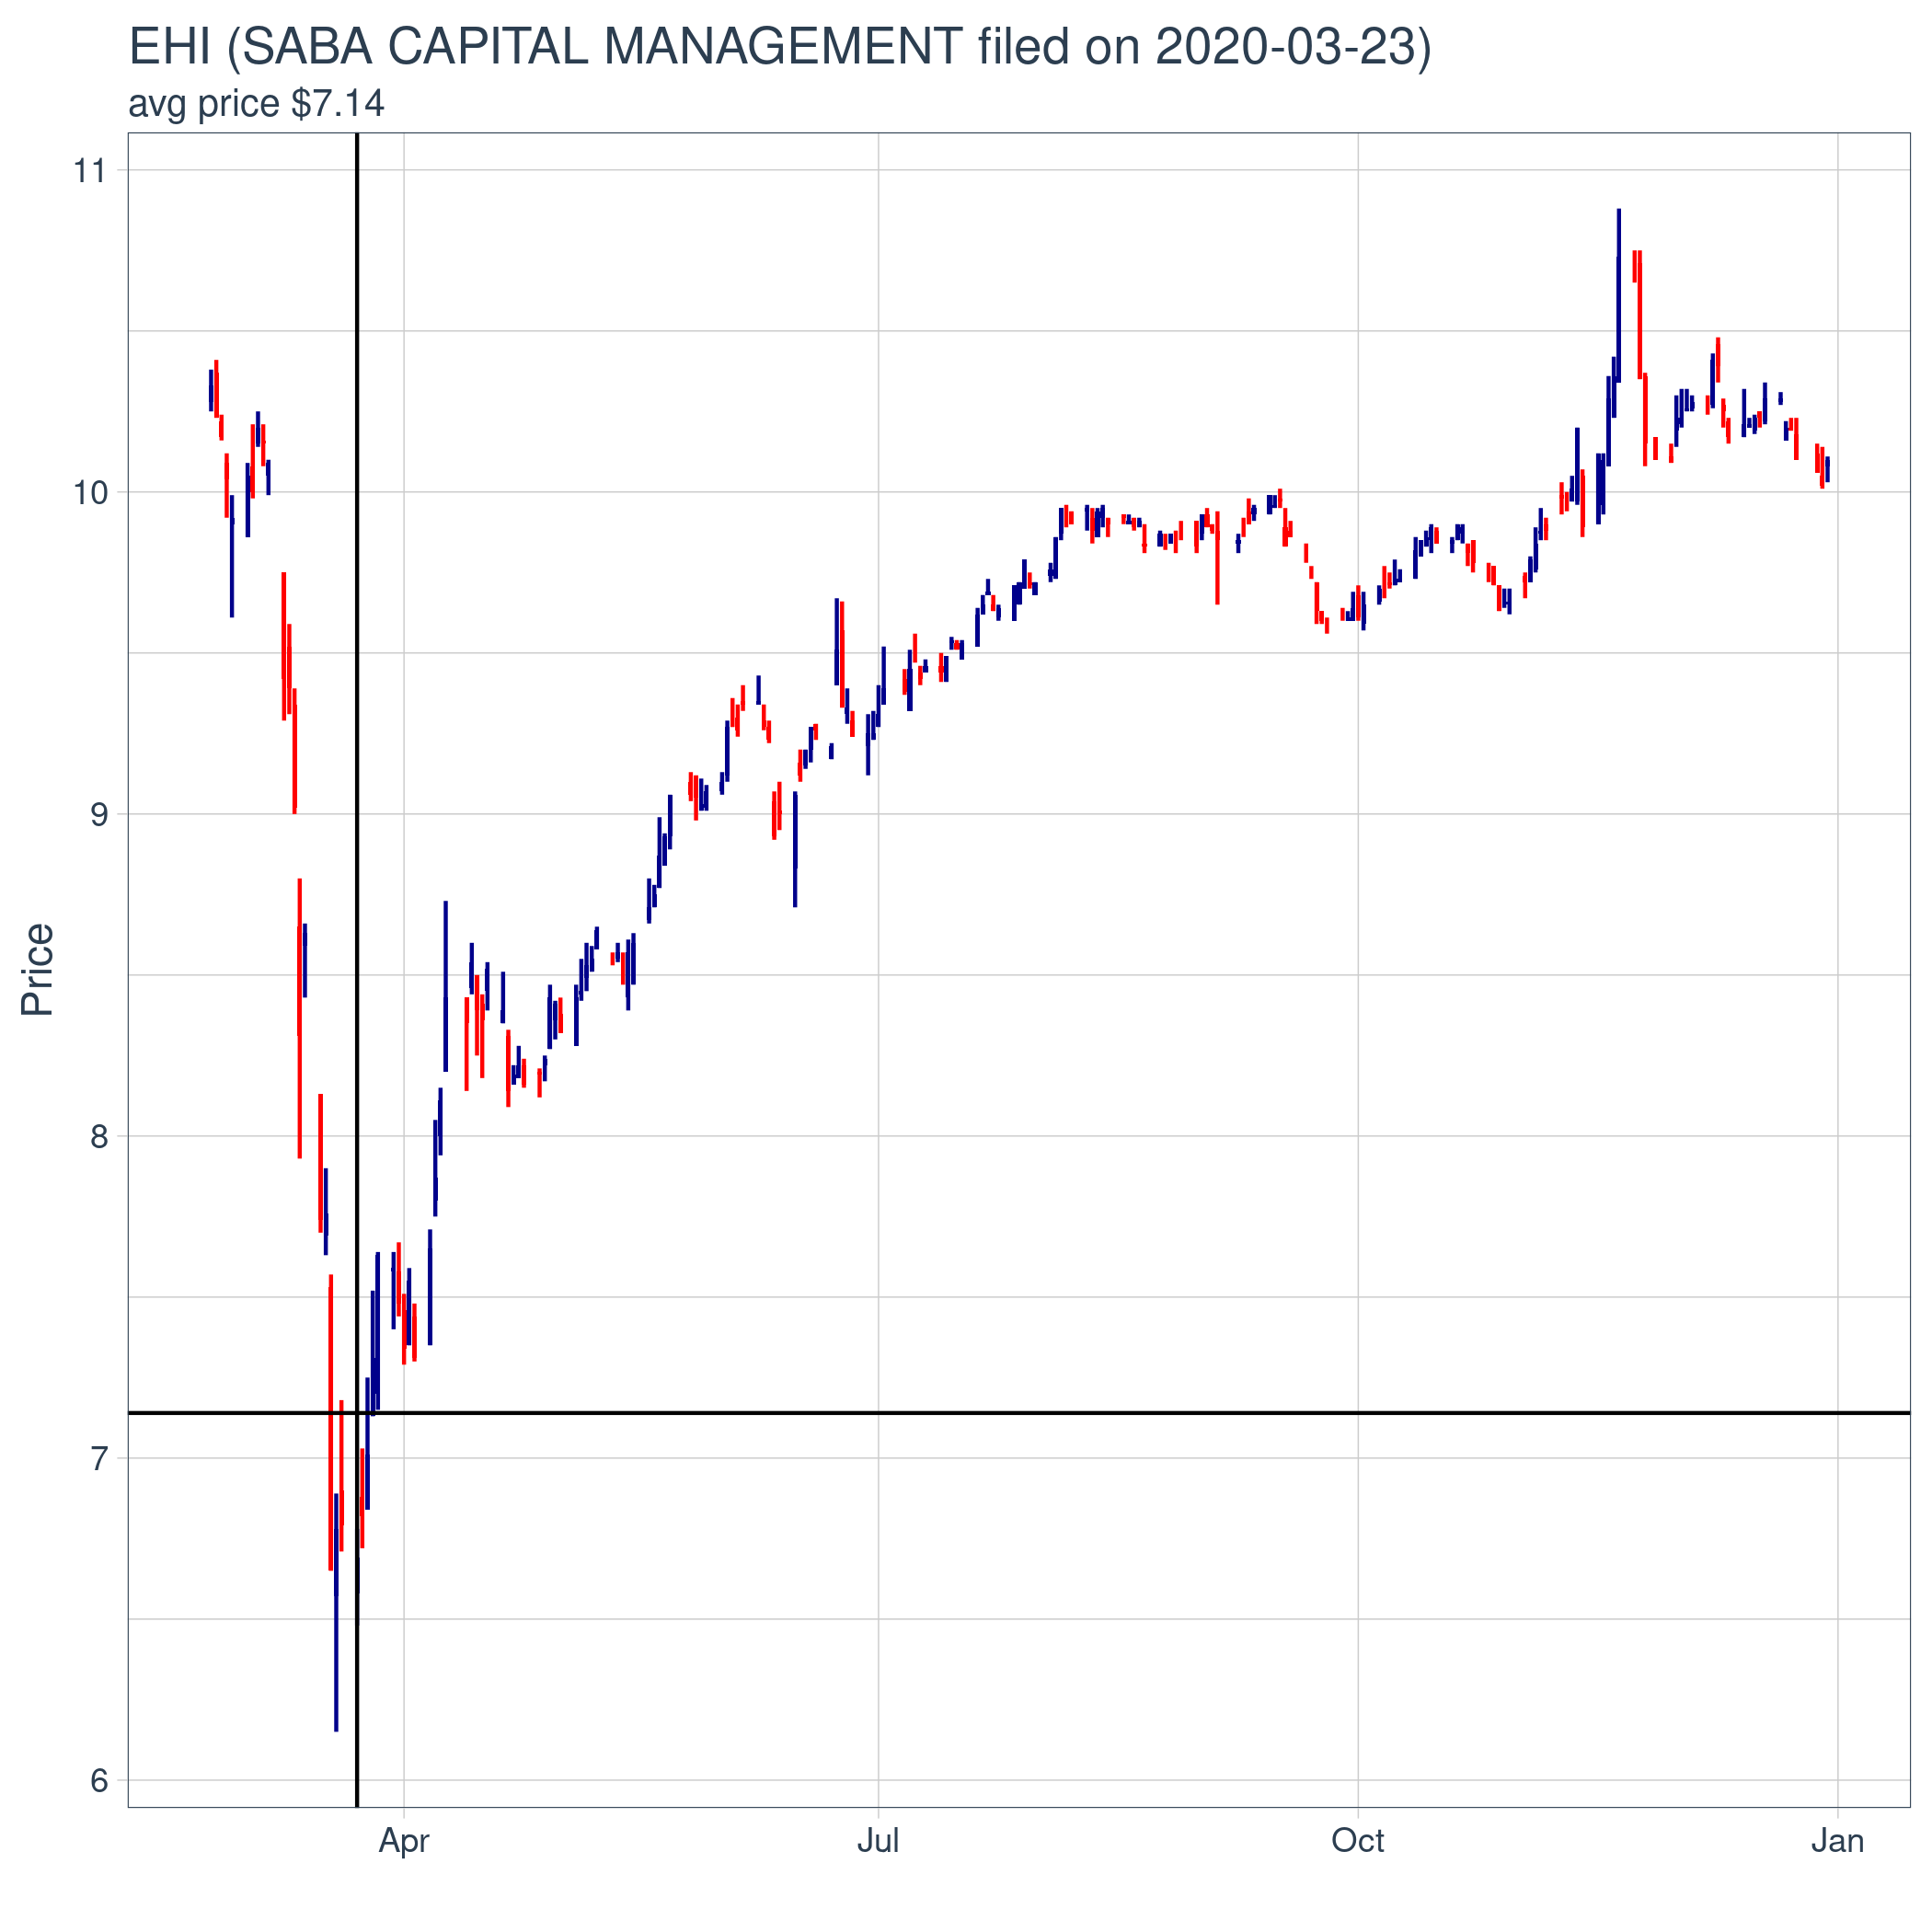 EHI (SABA CAPITAL MANAGEMENT filed on 2020-03-23)
avg price $7.14
11
10
9
8
7
6
Price
Apr Jul Oct Jan